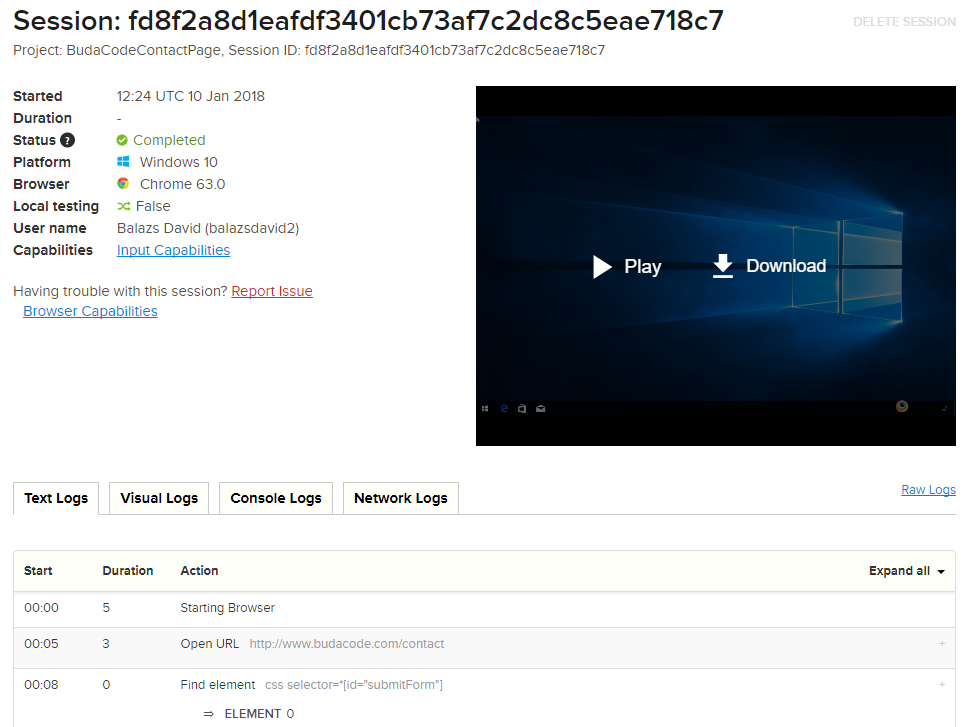 Session: fd8f2a8d1eafdf3401cb73af7c2dc8c5eae718c7
DELETE SESSION
Project: BudaCodeContactPage, Session ID: fd8f2a8d1eafdf3401cb73af7c2dc8c5eae718c7
Started 12:24 UTC 10 Jan 2018
Duration -
Status ? Completed
Platform Windows 10
Browser Chrome 63.0
Local testing False
User name Balazs David (balazsdavid2)
Capabilities Input Capabilities
Having trouble with this session? Report Issue
Browser Capabilities
Play Download
Text Logs Visual Logs Console Logs Network Logs Raw Logs
Start Duration Action Expand all
00:00 5 Starting Browser
00:05 3 Open URL http://www.budacode.com/contact +
00:08 0 Find element css selector=*[id="submitForm"] +
⇒ ELEMENT 0